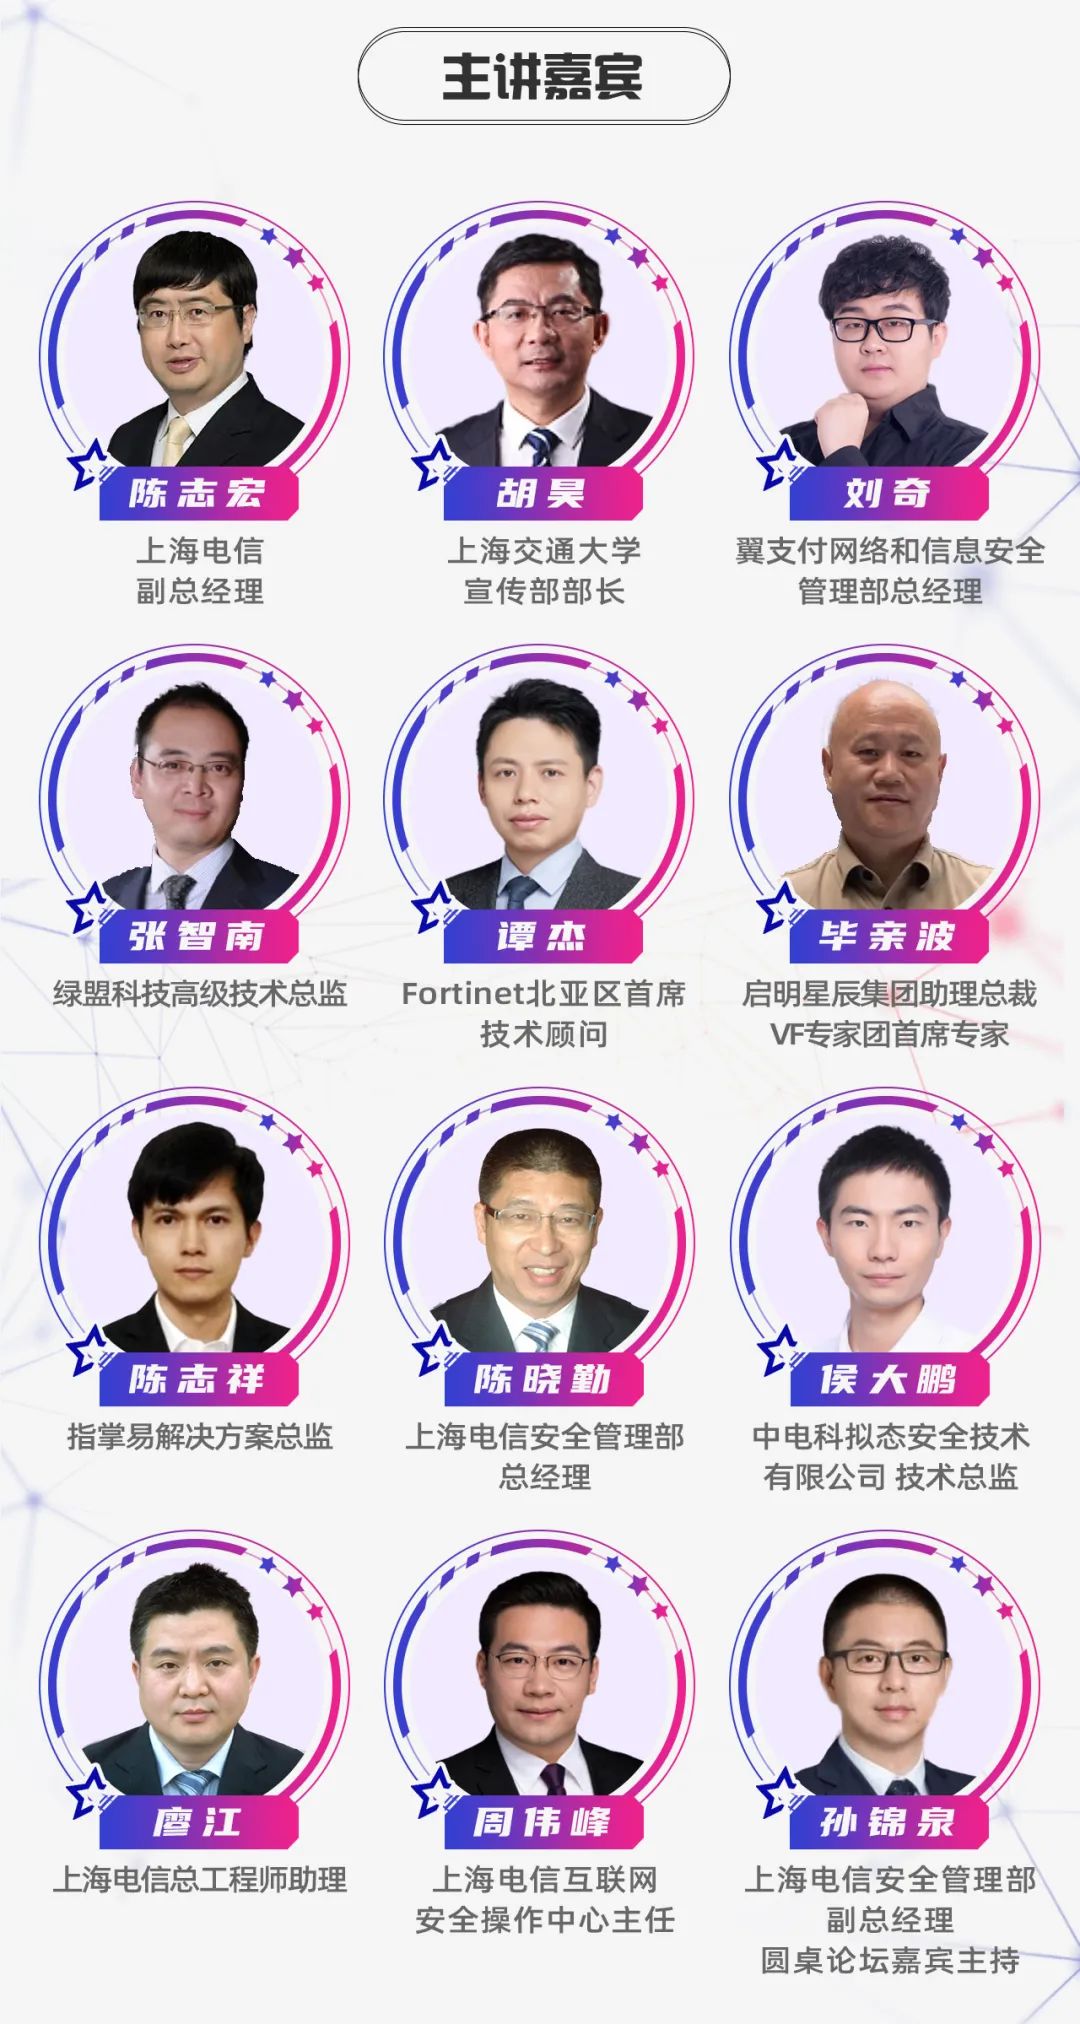 主讲嘉宾
陈志宏
上海电信
副总经理
胡昊
上海交通大学
宣传部部长
刘奇
翼支付网络和信息安全
管理部总经理
张智南
绿盟科技高级技术总监
谭杰
Fortinet北亚区首席
技术顾问
毕亲波
启明星辰集团助理总裁
VF专家团首席专家
陈志祥
指掌易解决方案总监
陈晓勤
上海电信安全管理部
总经理
侯大鹏
中电科拟态安全技术
有限公司 技术总监
廖江
上海电信总工程师助理
周伟峰
上海电信互联网
安全操作中心主任
孙锦泉
上海电信安全管理部
副总经理
圆桌论坛嘉宾主持